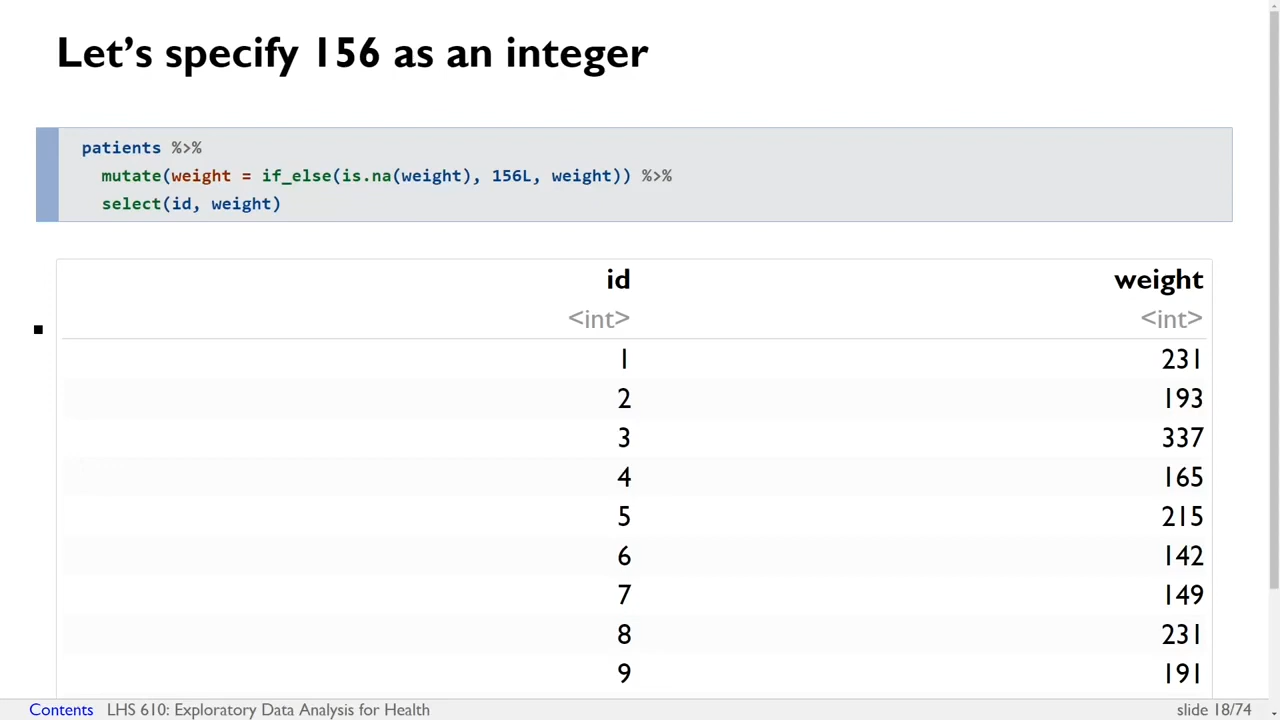 Let's specify 156 as an integer
patients %>%
mutate(weight = if_else(is.na(weight), 156L, weight)) %>%
select(id, weight)
id weight
<int> <int>
1 231
2 193
3 337
4 165
5 215
6 142
7 149
8 231
9 191
Contents LHS 610: Exploratory Data Analysis for Health slide 18/74